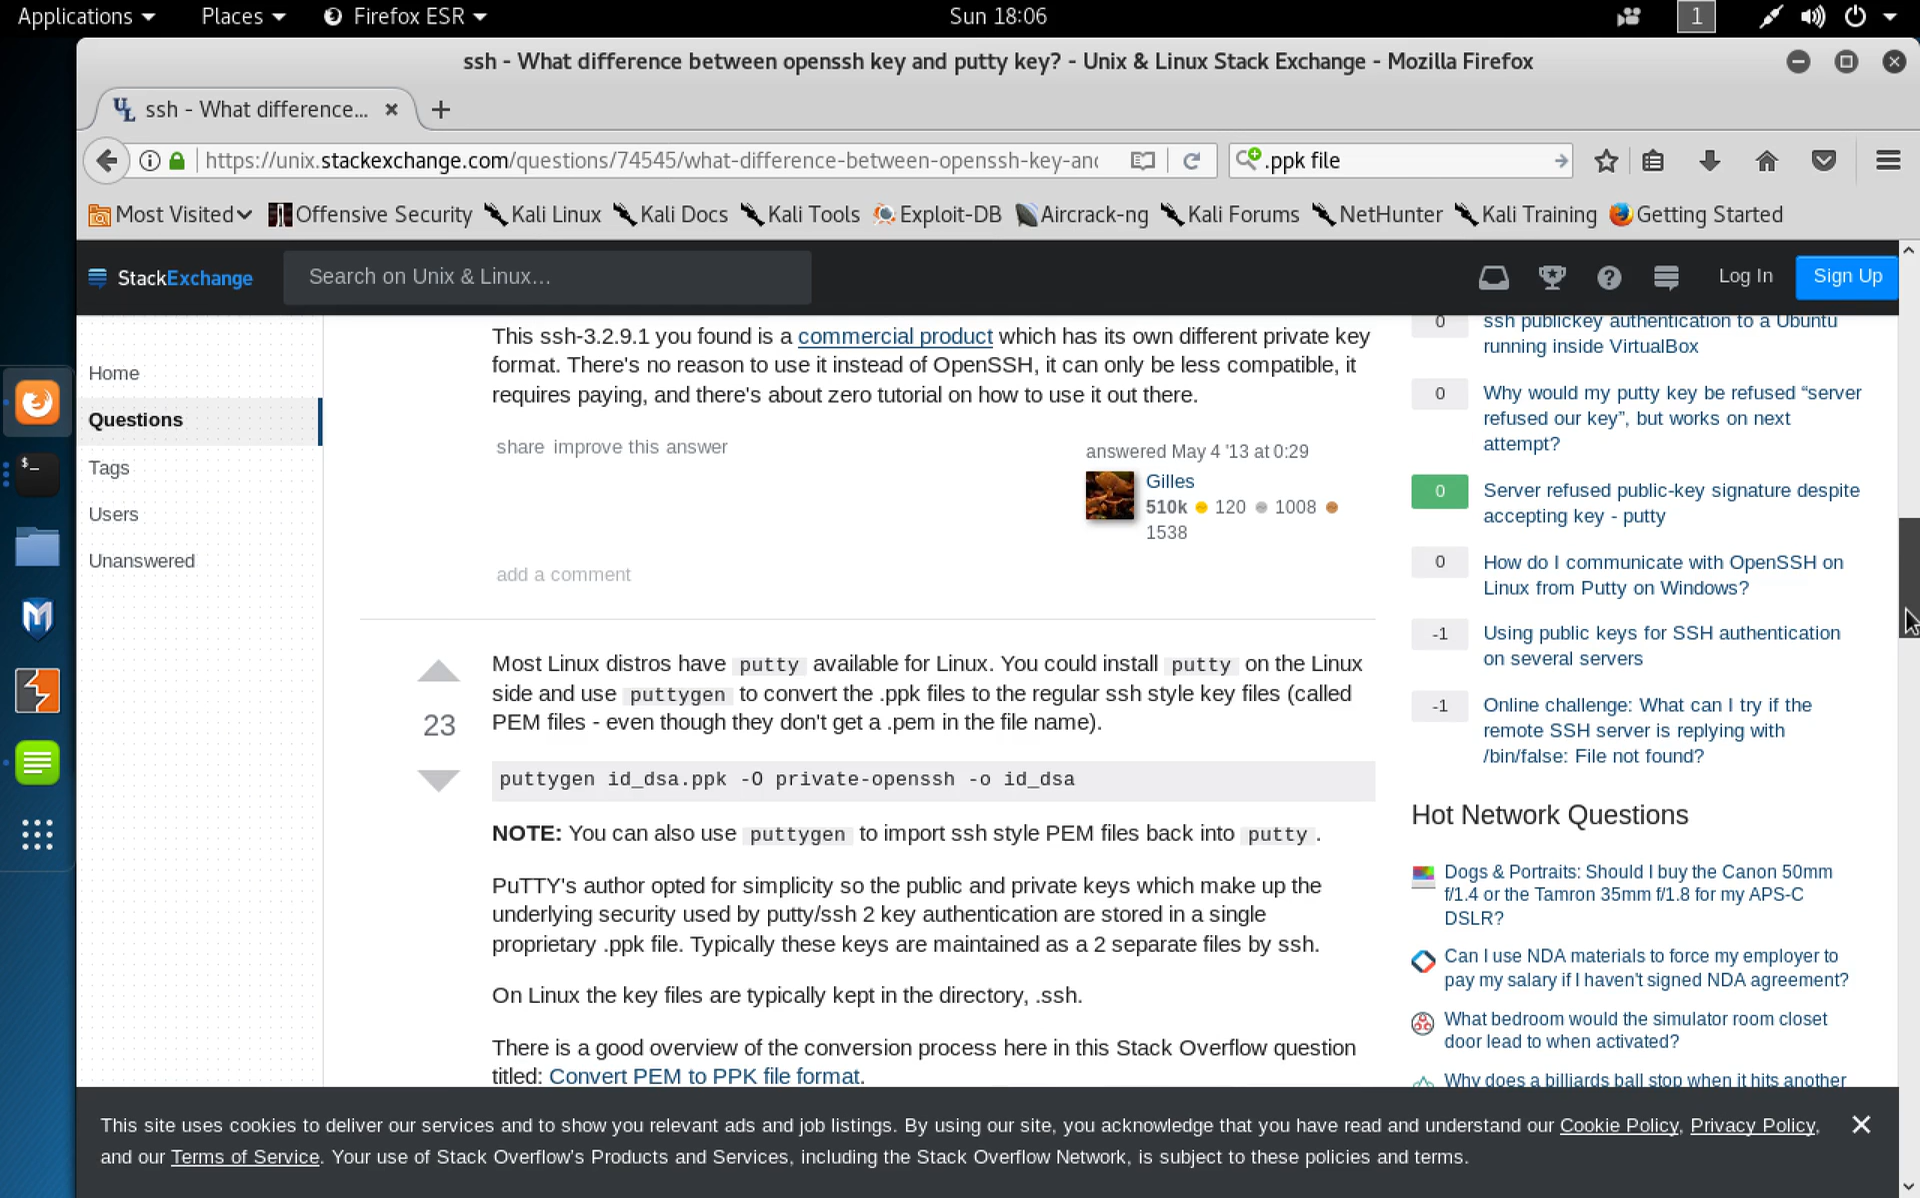 Applications Places Firefox ESR Sun 18:06 1
ssh - What difference between openssh key and putty key? - Unix & Linux Stack Exchange - Mozilla Firefox
ssh - What difference...
https://unix.stackexchange.com/questions/74545/what-difference-between-openssh-key-and .ppk file
Most Visited Offensive Security Kali Linux Kali Docs Kali Tools Exploit-DB Aircrack-ng Kali Forums NetHunter Kali Training Getting Started
StackExchange Search on Unix & Linux… Log In Sign Up
Home
Questions
Tags
Users
Unanswered
This ssh-3.2.9.1 you found is a commercial product which has its own different private key
format. There's no reason to use it instead of OpenSSH, it can only be less compatible, it
requires paying, and there's about zero tutorial on how to use it out there.
share improve this answer
answered May 4 '13 at 0:29
Gilles
510k 120 1008
1538
add a comment
23
Most Linux distros have putty available for Linux. You could install putty on the Linux
side and use puttygen to convert the .ppk files to the regular ssh style key files (called
PEM files - even though they don't get a .pem in the file name).
puttygen id_dsa.ppk -O private-openssh -o id_dsa
NOTE: You can also use puttygen to import ssh style PEM files back into putty.
PuTTY's author opted for simplicity so the public and private keys which make up the
underlying security used by putty/ssh 2 key authentication are stored in a single
proprietary .ppk file. Typically these keys are maintained as a 2 separate files by ssh.
On Linux the key files are typically kept in the directory, .ssh.
There is a good overview of the conversion process here in this Stack Overflow question
titled: Convert PEM to PPK file format.
0 ssh publickey authentication to a Ubuntu
running inside VirtualBox
0 Why would my putty key be refused “server
refused our key”, but works on next
attempt?
0 Server refused public-key signature despite
accepting key - putty
0 How do I communicate with OpenSSH on
Linux from Putty on Windows?
-1 Using public keys for SSH authentication
on several servers
-1 Online challenge: What can I try if the
remote SSH server is replying with
/bin/false: File not found?
Hot Network Questions
Dogs & Portraits: Should I buy the Canon 50mm
f/1.4 or the Tamron 35mm f/1.8 for my APS-C
DSLR?
Can I use NDA materials to force my employer to
pay my salary if I haven't signed NDA agreement?
What bedroom would the simulator room closet
door lead to when activated?
Why does a billiards ball stop when it hits another
This site uses cookies to deliver our services and to show you relevant ads and job listings. By using our site, you acknowledge that you have read and understand our Cookie Policy, Privacy Policy,
and our Terms of Service. Your use of Stack Overflow's Products and Services, including the Stack Overflow Network, is subject to these policies and terms.